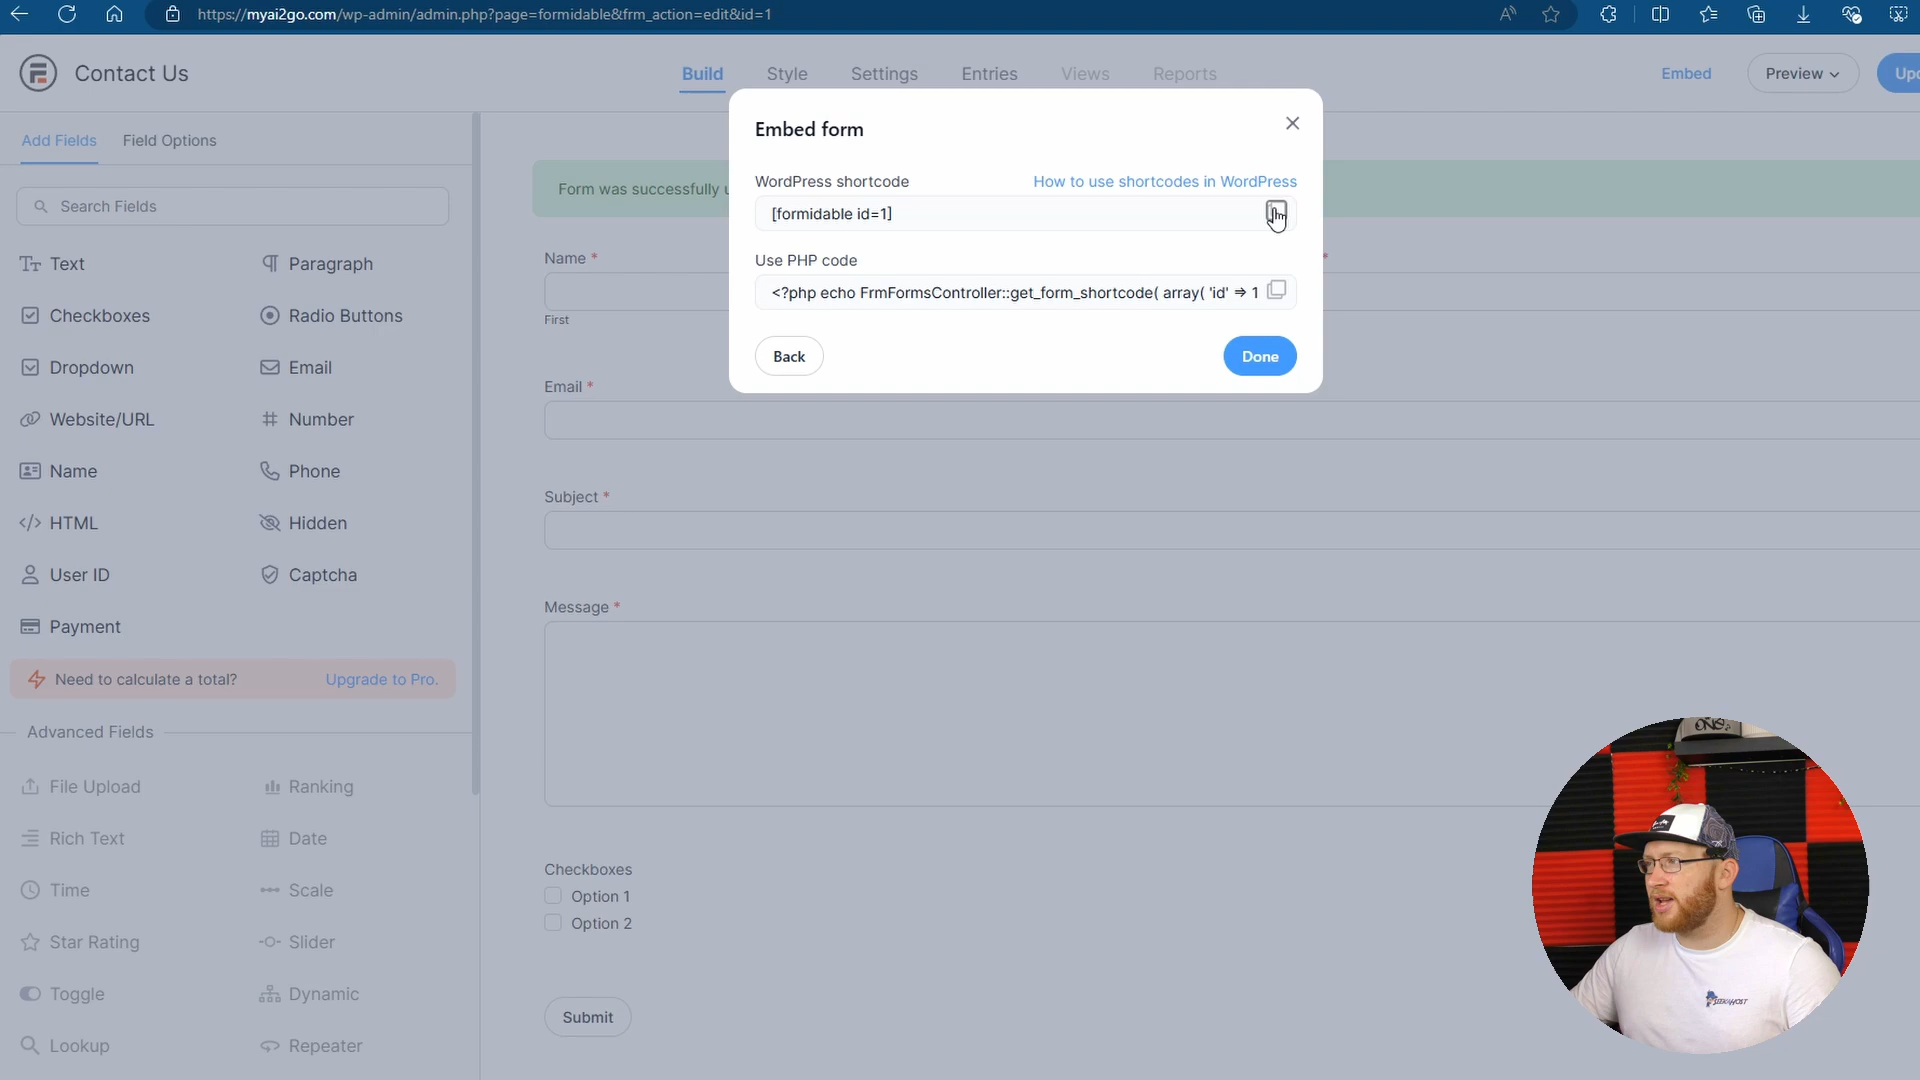 https://myai2go.com/wp-admin/admin.php?page=formidable&frm_action=edit&id=1
Contact Us
Build
Style
Settings
Entries
Views
Reports
Embed
Preview
Add Fields
Field Options
Search Fields
Text
Paragraph
Checkboxes
Radio Buttons
Dropdown
Email
Website/URL
Number
Name
Phone
HTML
Hidden
User ID
Captcha
Payment
Need to calculate a total?
Upgrade to Pro.
Advanced Fields
File Upload
Ranking
Rich Text
Date
Time
Scale
Star Rating
Slider
Toggle
Dynamic
Lookup
Repeater
Form was successfully
Embed form
WordPress shortcode
How to use shortcodes in WordPress
[formidable id=1]
Use PHP code
<?php echo FrmFormsController::get_form_shortcode( array( 'id' => 1
Back
Done
Name *
*
First
Email *
Subject *
Message *
Checkboxes
Option 1
Option 2
Submit
SEEKAHOST